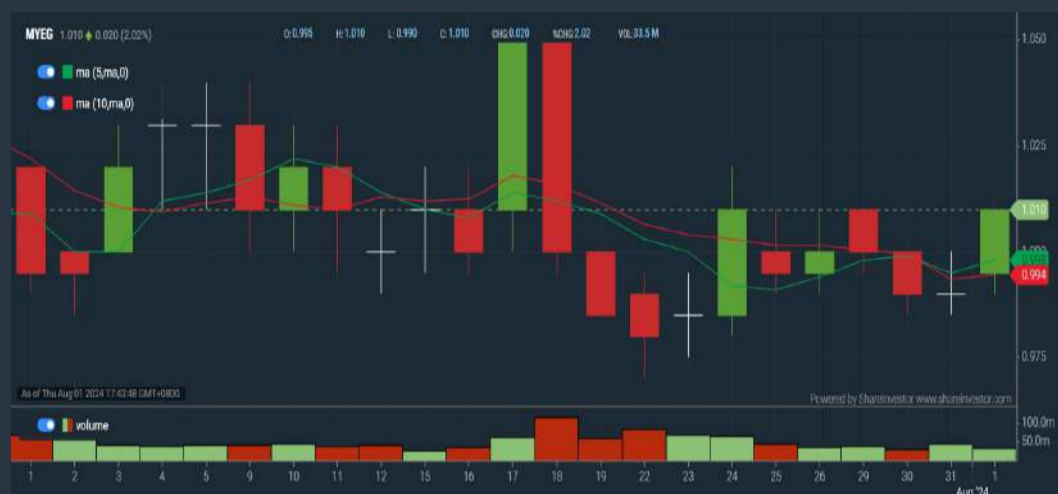 MYEG 1.010 0.020 (2.02%) O: 0.995 H: 1.010 L: 0.990 C: 1.010 CHG: 0.020 %CHG: 2.02 VOL: 33.5 M
ma (5,ma,0)
ma (10,ma,0)
1.050
1.025
1.010
1.000
0.998
0.994
0.975
As of Thu Aug 01 2024 17:43:48 GMT+0800.
Powered by ShareInvestor www.shareinvestor.com
volume
100.0m
50.0m
1 2 3 4 5 9 10 11 12 15 16 17 18 19 22 23 24 25 26 29 30 31 1
Aug '24